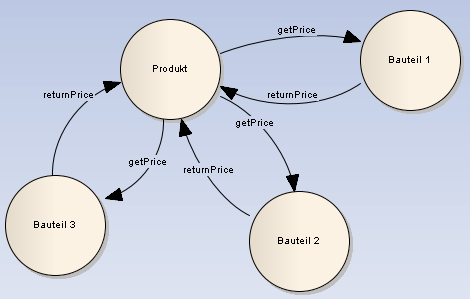 getPrice
Produkt
Bauteil 1
returnPrice
returnPrice
getPrice
getPrice
returnPrice
Bauteil 3
Bauteil 2